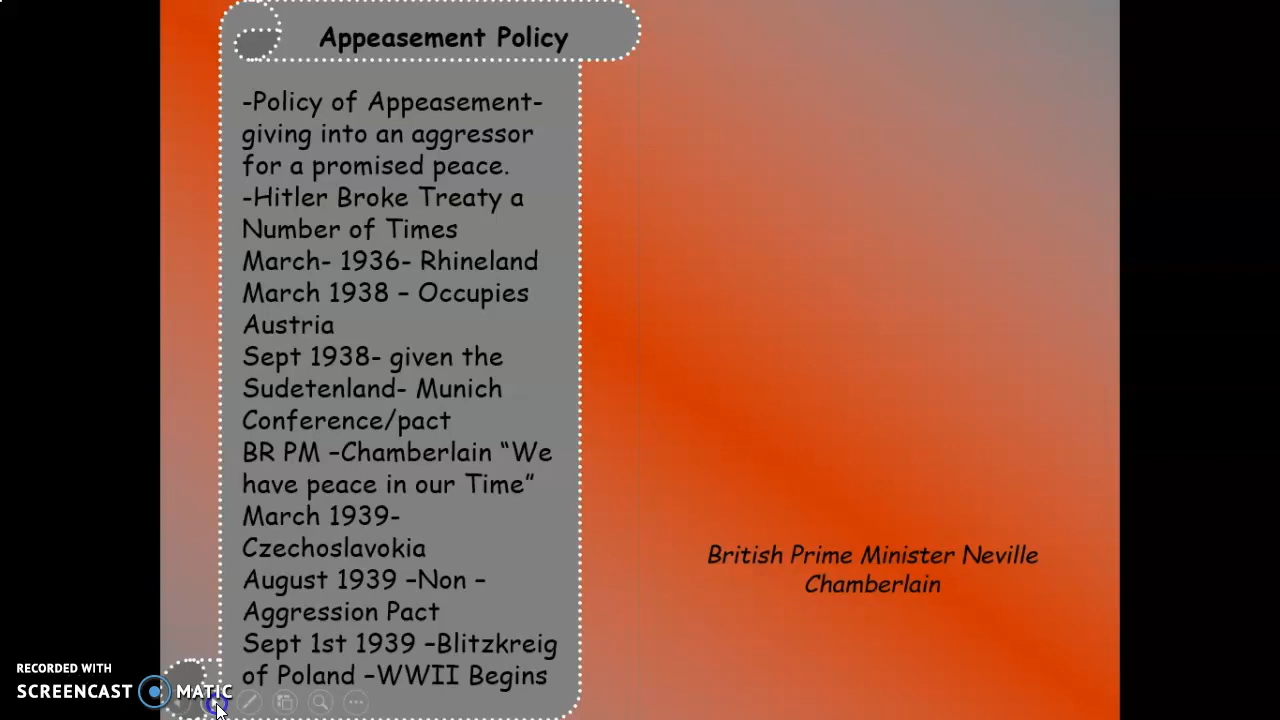 Appeasement Policy
-Policy of Appeasement-
giving into an aggressor
for a promised peace.
-Hitler Broke Treaty a
Number of Times
March- 1936- Rhineland
March 1938 – Occupies
Austria
Sept 1938- given the
Sudetenland- Munich
Conference/pact
BR PM –Chamberlain “We
have peace in our Time”
March 1939-
Czechoslavokia
August 1939 –Non –
Aggression Pact
Sept 1st 1939 –Blitzkreig
of Poland –WWII Begins
British Prime Minister Neville
Chamberlain
RECORDED WITH
SCREENCAST MATIC